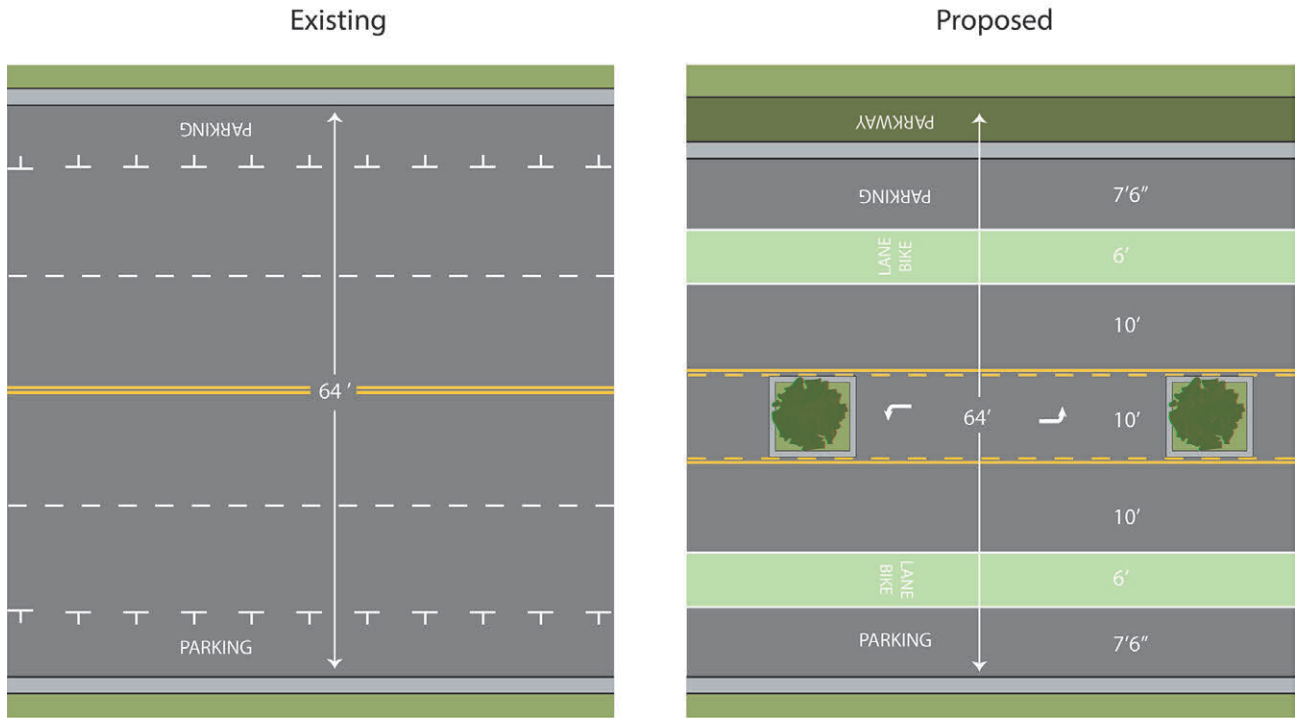 Existing
PARKING
64 '
PARKING
Proposed
PARKWAY
PARKING
7'6"
LANE
BIKE
6'
10'
64'
10'
10'
LANE
BIKE
6'
PARKING
7'6"